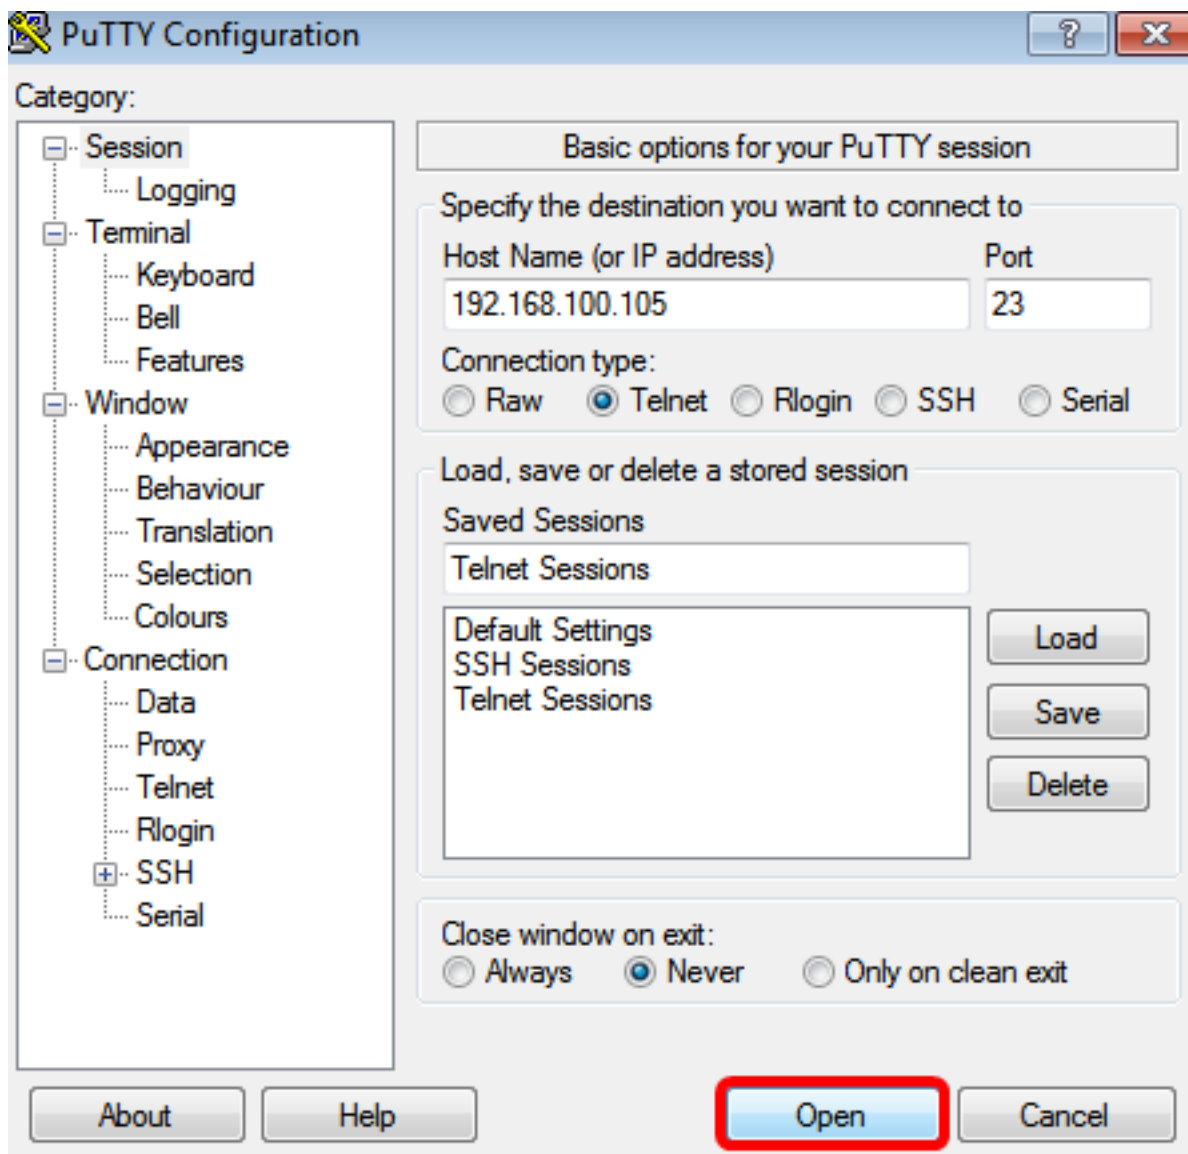 PuTTY Configuration
?
Category:
Session
Logging
Terminal
Keyboard
Bell
Features
Window
Appearance
Behaviour
Translation
Selection
Colours
Connection
Data
Proxy
Telnet
Rlogin
SSH
Serial
Basic options for your PuTTY session
Specify the destination you want to connect to
Host Name (or IP address) Port
192.168.100.105 23
Connection type:
Raw Telnet Rlogin SSH Serial
Load, save or delete a stored session
Saved Sessions
Telnet Sessions
Default Settings
SSH Sessions
Telnet Sessions
Load
Save
Delete
Close window on exit:
Always Never Only on clean exit
About Help Open Cancel